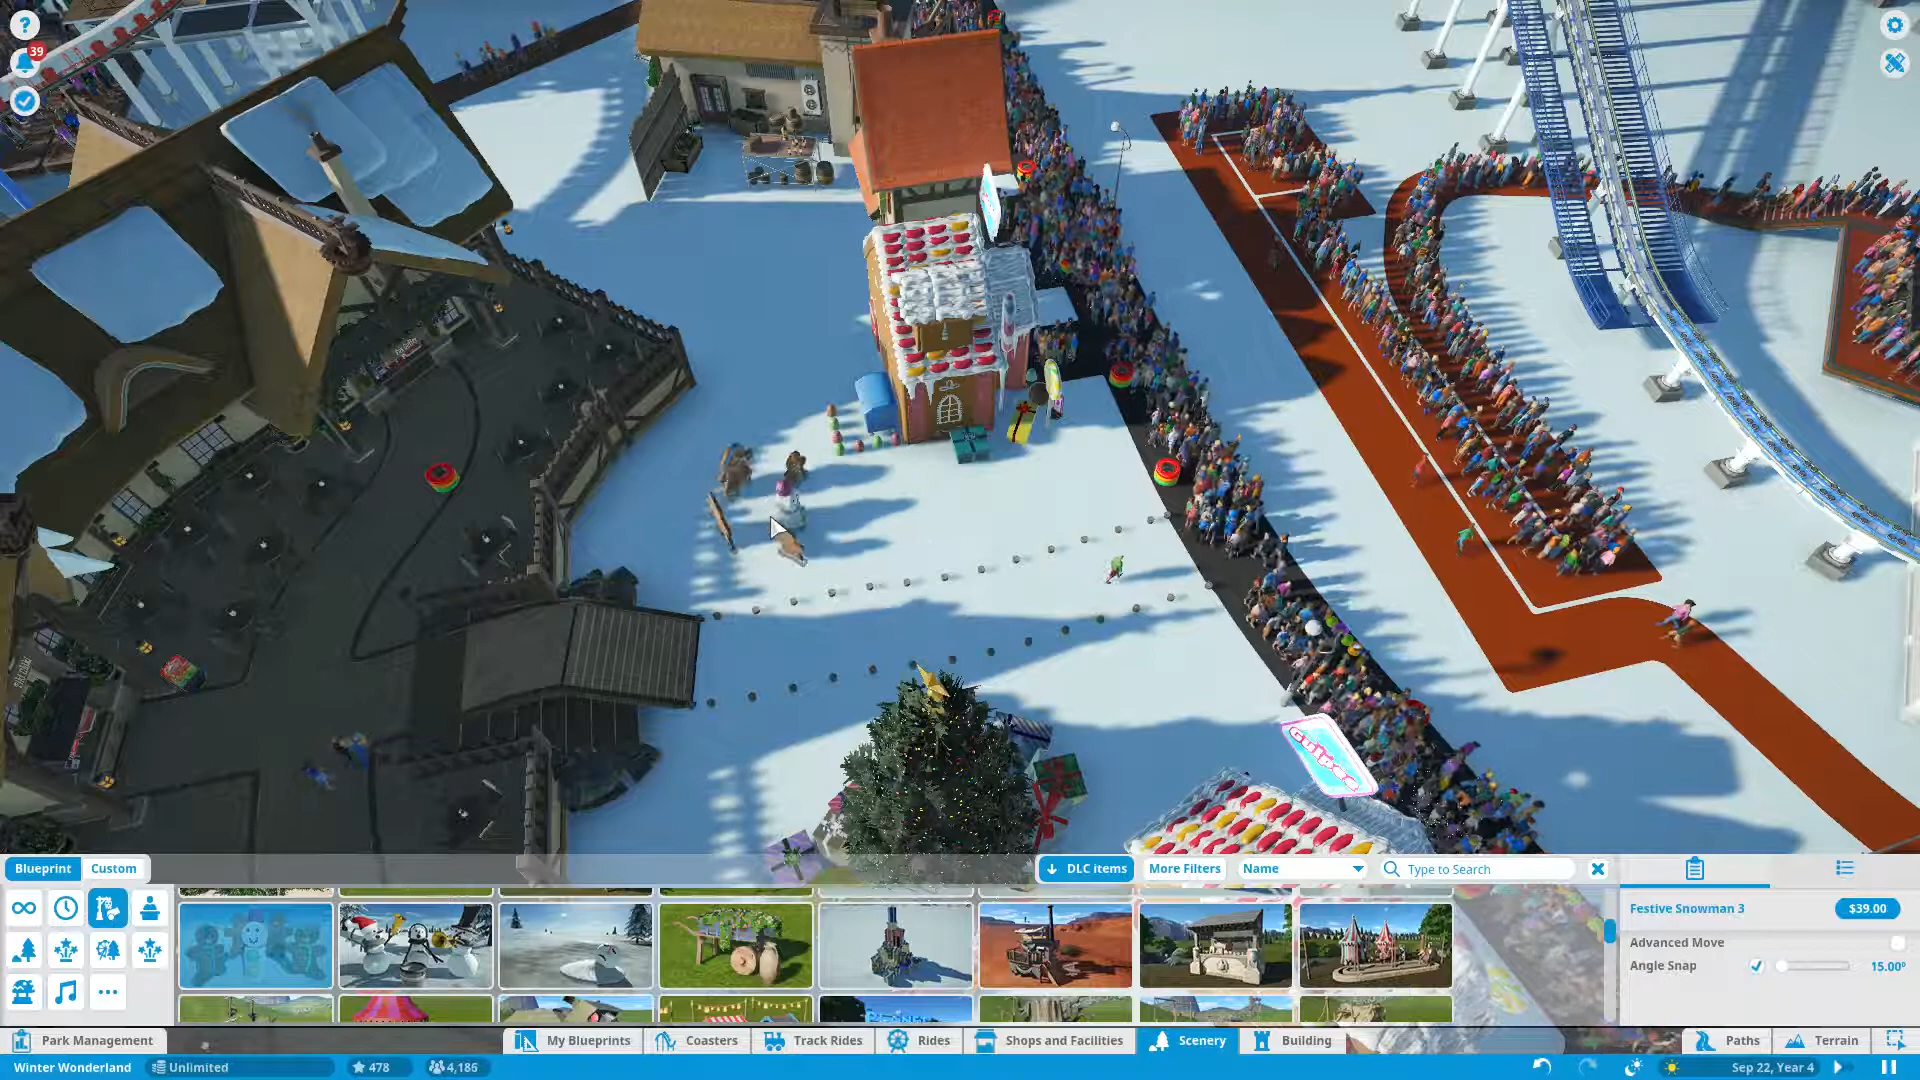 ?
39
Gulpee
Blueprint
Custom
DLC items
More Filters
Name
Type to Search
Festive Snowman 3
$39.00
Advanced Move
Angle Snap
15.00°
Park Management
My Blueprints
Coasters
Track Rides
Rides
Shops and Facilities
Scenery
Building
Paths
Terrain
Winter Wonderland
Unlimited
478
4,186
Sep 22, Year 4